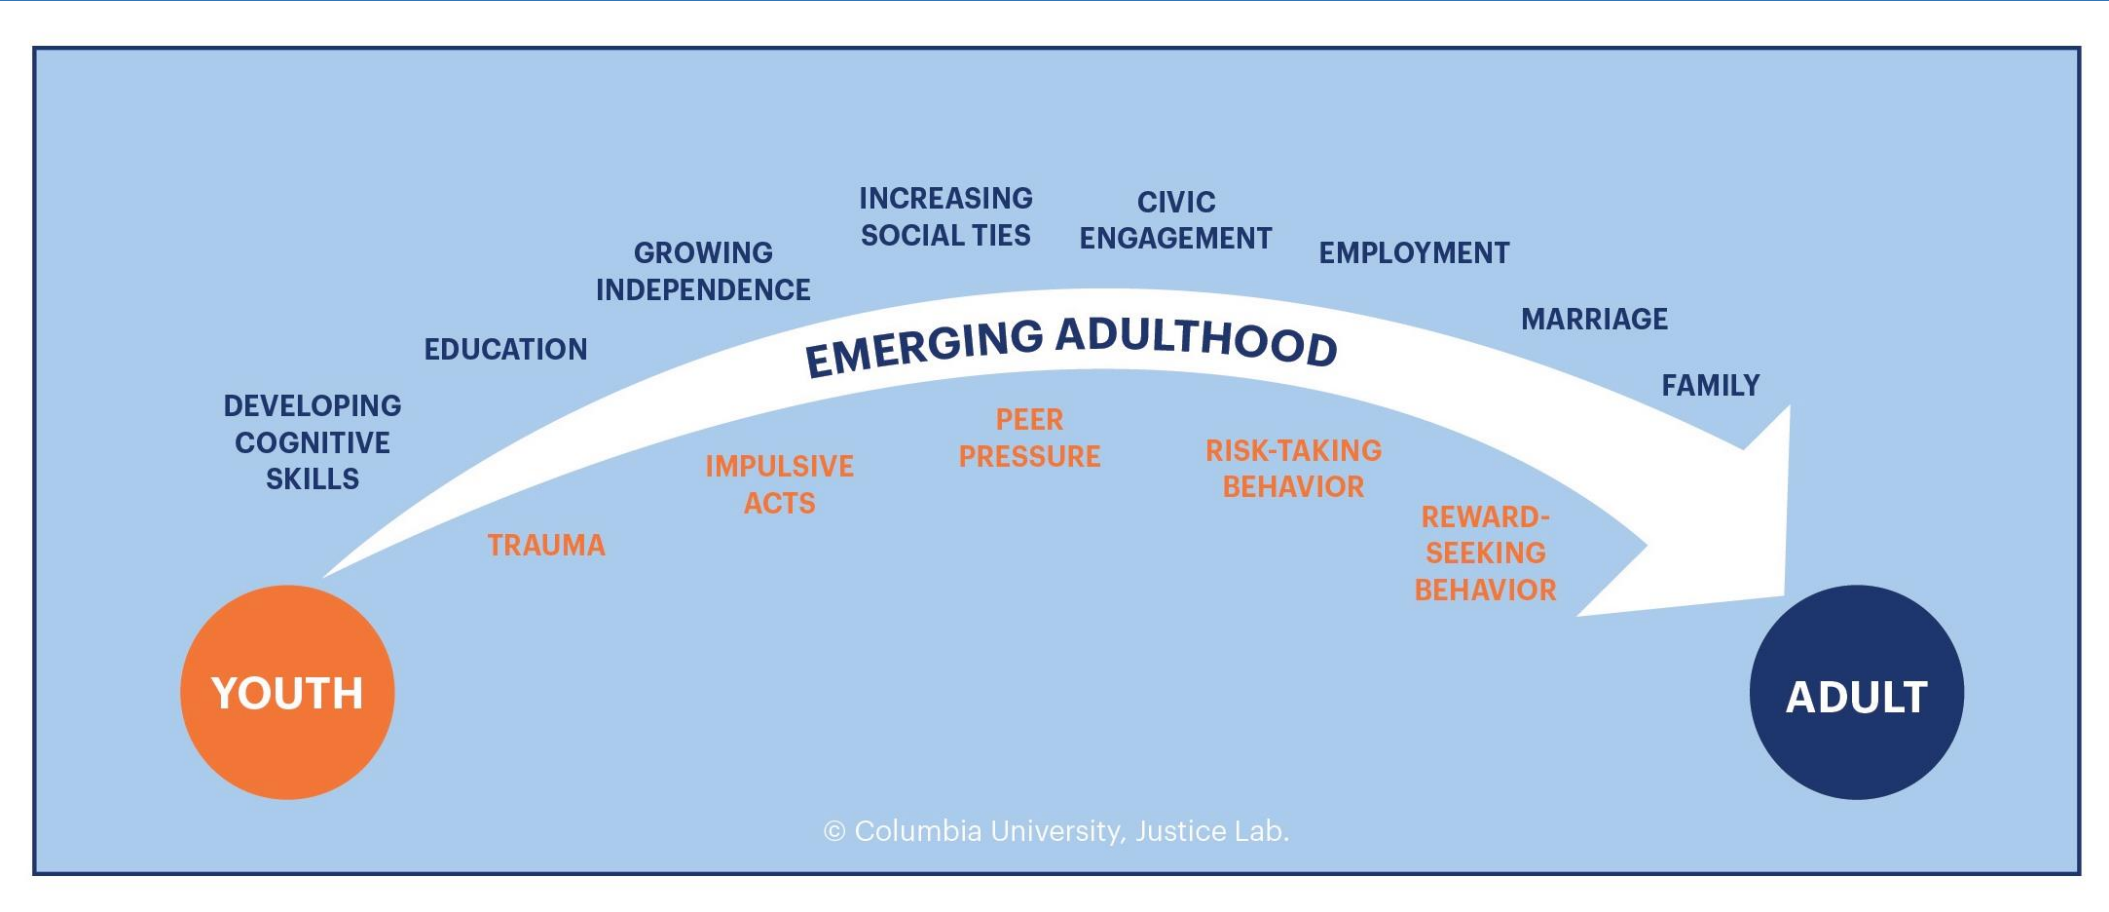 INCREASING
SOCIAL TIES
CIVIC
ENGAGEMENT
GROWING
INDEPENDENCE
EMPLOYMENT
MARRIAGE
EDUCATION
FAMILY
DEVELOPING
COGNITIVE
SKILLS
EMERGING ADULTHOOD
PEER
PRESSURE
IMPULSIVE
ACTS
RISK-TAKING
BEHAVIOR
TRAUMA
REWARD-
SEEKING
BEHAVIOR
YOUTH
ADULT
© Columbia University, Justice Lab.